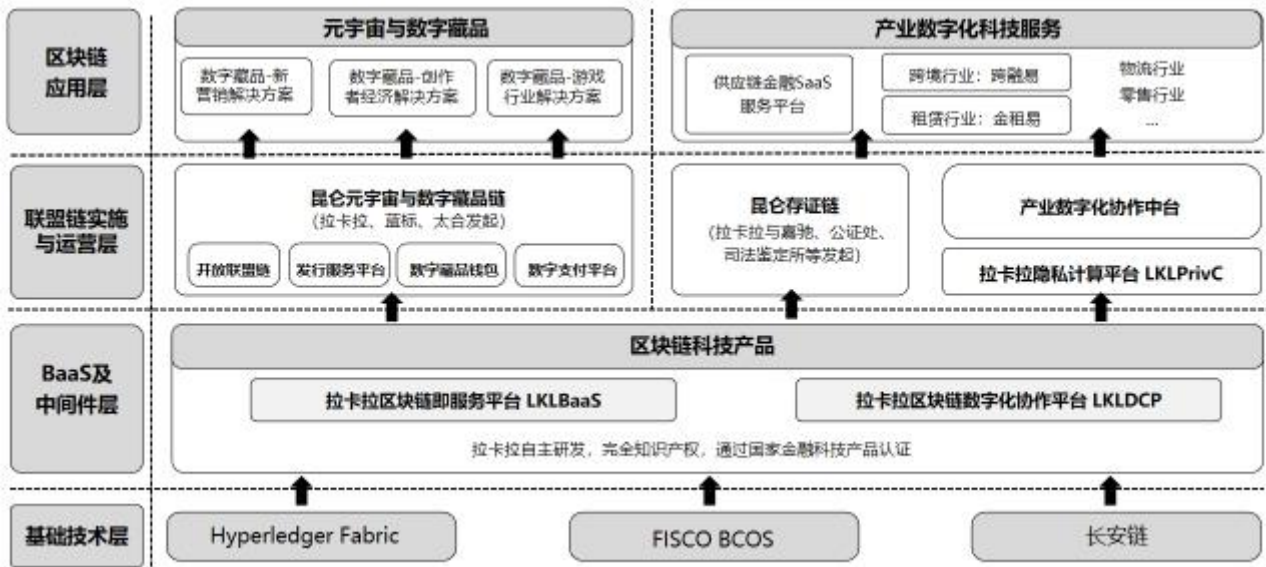 区块链
应用层
元宇宙与数字藏品
数字藏品-新
营销解决方案
数字藏品-创作
者经济解决方案
数字藏品-游戏
行业解决方案
产业数字化科技服务
供应链金融SaaS
服务平台
跨境行业：跨融易
租赁行业：金租易
物流行业
零售行业
...
联盟链实施
与运营层
昆仑元宇宙与数字藏品链
（拉卡拉、蓝标、太合发起）
开放联盟链
发行服务平台
数字藏品钱包
数字支付平台
昆仑存证链
（拉卡拉与嘉驰、公证处、
司法鉴定所等发起）
产业数字化协作中台
拉卡拉隐私计算平台 LKLPrivC
BaaS及
中间件层
区块链科技产品
拉卡拉区块链即服务平台 LKLBaaS
拉卡拉区块链数字化协作平台 LKLDCP
拉卡拉自主研发，完全知识产权，通过国家金融科技产品认证
基础技术层
Hyperledger Fabric
FISCO BCOS
长安链